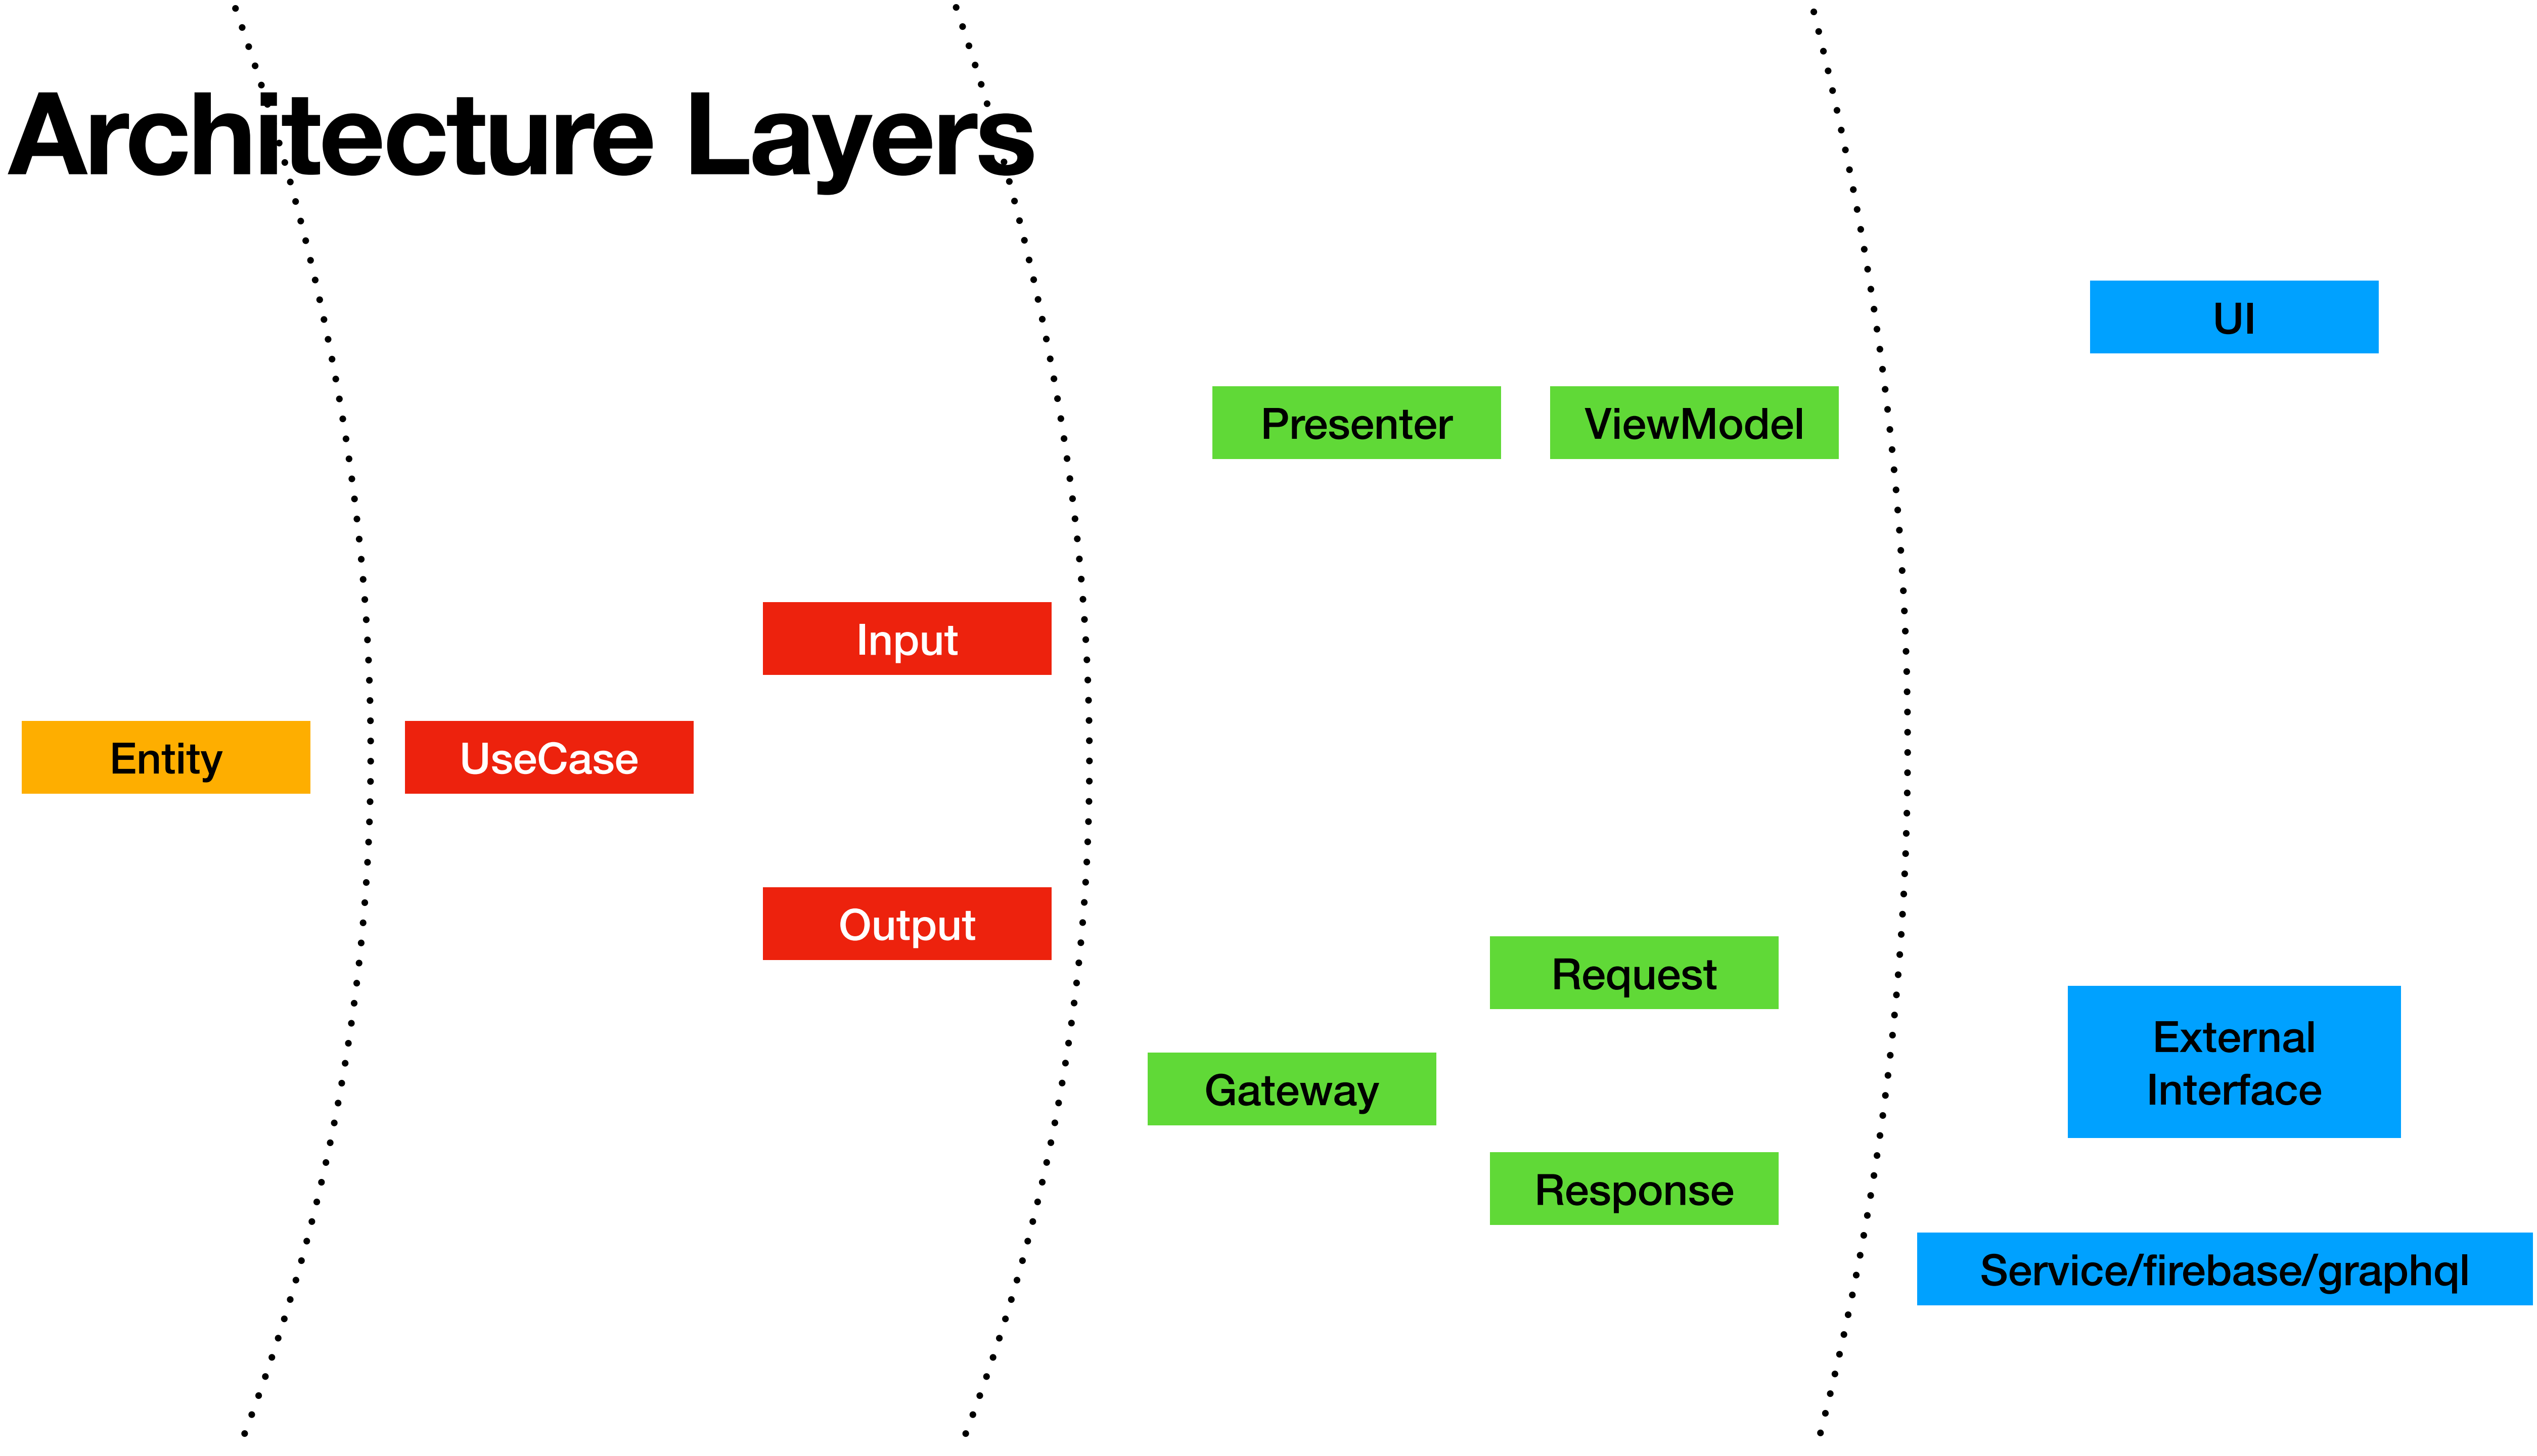 Architecture Layers
UI
Presenter
ViewModel
Input
Entity
UseCase
Output
Request
External
Interface
Gateway
Response
Service/firebase/graphql